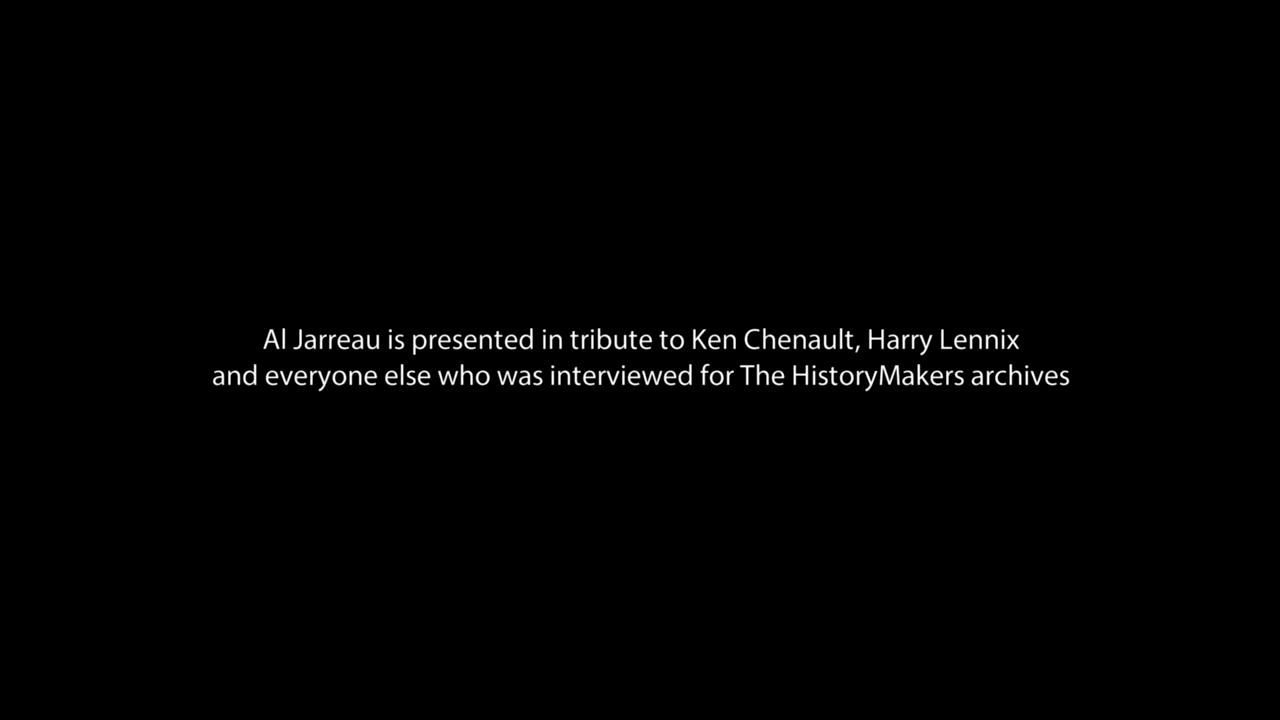 Al Jarreau is presented in tribute to Ken Chenault, Harry Lennix
and everyone else who was interviewed for The HistoryMakers archives